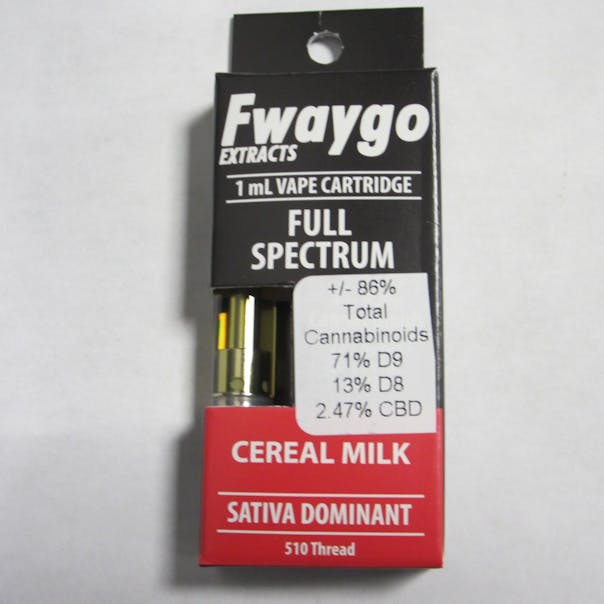 Fwaygo
EXTRACTS
1 mL VAPE CARTRIDGE
FULL
SPECTRUM
+/- 86%
Total
Cannabinoids
71% D9
13% D8
2.47% CBD
CEREAL MILK
SATIVA DOMINANT
510 Thread